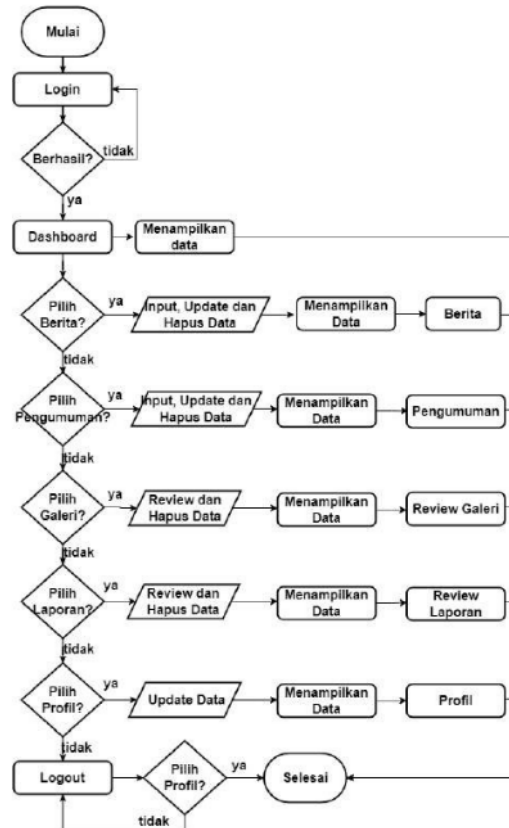 Mulai
Login
Berhasil?
tidak
ya
Dashboard
Menampilkan
data
Pilih
Berita?
ya
Input, Update dan
Hapus Data
Menampilkan
Data
Berita
tidak
Pilih
Pengumuman?
ya
Input, Update dan
Hapus Data
Menampilkan
Data
Pengumuman
tidak
Pilih
Galeri?
ya
Review dan
Hapus Data
Menampilkan
Data
Review Galeri
tidak
Pilih
Laporan?
ya
Review dan
Hapus Data
Menampilkan
Data
Review
Laporan
tidak
Pilih
Profil?
ya
Update Data
Menampilkan
Data
Profil
tidak
Logout
Pilih
Profil?
ya
Selesai
tidak